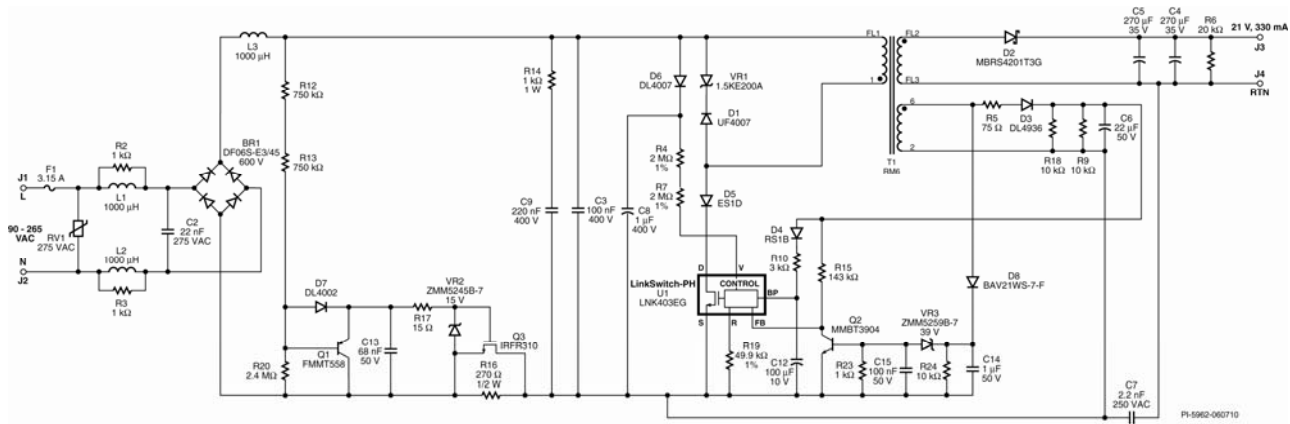 L3
1000 µH
R12
750 kΩ
R13
750 kΩ
R14
1 kΩ
1 W
D6
DL4007
VR1
1.5KE200A
D1
UF4007
FL1
1
FL2
FL3
D2
MBRS4201T3G
C5
270 µF
35 V
C4
270 µF
35 V
R6
20 kΩ
21 V, 330 mA
J3
J4
RTN
6
2
T1
RM6
R5
75 Ω
D3
DL4936
R18
10 kΩ
R9
10 kΩ
C6
22 µF
50 V
J1
L
F1
3.15 A
R2
1 kΩ
L1
1000 µH
BR1
DF06S-E3/45
600 V
90 - 265
VAC
RV1
275 VAC
C2
22 nF
275 VAC
N
J2
L2
1000 µH
R3
1 kΩ
R4
2 MΩ
1%
R7
2 MΩ
1%
D5
ES1D
C9
220 nF
400 V
C3
100 nF
400 V
C8
1 µF
400 V
D4
RS1B
R10
3 kΩ
R15
143 kΩ
D8
BAV21WS-7-F
D7
DL4002
VR2
ZMM5245B-7
15 V
R17
15 Ω
Q3
IRFR310
Q1
FMMT558
C13
68 nF
50 V
R20
2.4 MΩ
R16
270 Ω
1/2 W
LinkSwitch-PH
U1
LNK403EG
D
V
CONTROL
BP
S
R
FB
R19
49.9 kΩ
1%
C12
100 µF
10 V
Q2
MMBT3904
VR3
ZMM5259B-7
39 V
R23
1 kΩ
C15
100 nF
50 V
R24
10 kΩ
C14
1 µF
50 V
C7
2.2 nF
250 VAC
PI-5962-060710